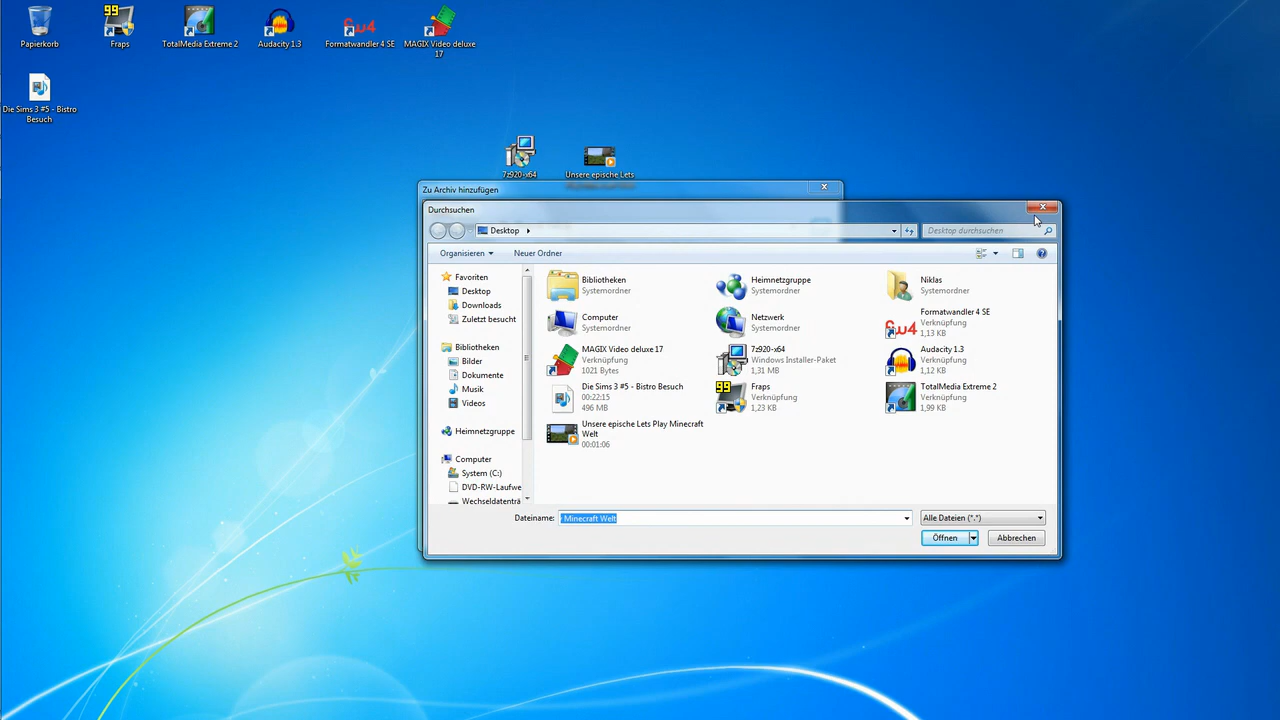 Papierkorb
99
Fraps
TotalMedia Extreme 2
Audacity 1.3
fw4
Formatwandler 4 SE
MAGIX Video deluxe
17
Die Sims 3 #5 - Bistro
Besuch
7z920-x64
Unsere epische Lets
Zu Archiv hinzufügen
Durchsuchen
Desktop
Desktop durchsuchen
Organisieren
Neuer Ordner
Favoriten
Desktop
Downloads
Zuletzt besucht
Bibliotheken
Bilder
Dokumente
Musik
Videos
Heimnetzgruppe
Computer
System (C:)
DVD-RW-Laufwe
Wechseldatenträ
Bibliotheken
Systemordner
Heimnetzgruppe
Systemordner
Niklas
Systemordner
Computer
Systemordner
Netzwerk
Systemordner
fw4
Formatwandler 4 SE
Verknüpfung
1,13 KB
MAGIX Video deluxe 17
Verknüpfung
1021 Bytes
7z920-x64
Windows Installer-Paket
1,31 MB
Audacity 1.3
Verknüpfung
1,12 KB
Die Sims 3 #5 - Bistro Besuch
00:22:15
496 MB
99
Fraps
Verknüpfung
1,23 KB
TotalMedia Extreme 2
Verknüpfung
1,99 KB
Unsere epische Lets Play Minecraft
Welt
00:01:06
Dateiname:
Minecraft Welt
Alle Dateien (*.*)
Öffnen
Abbrechen